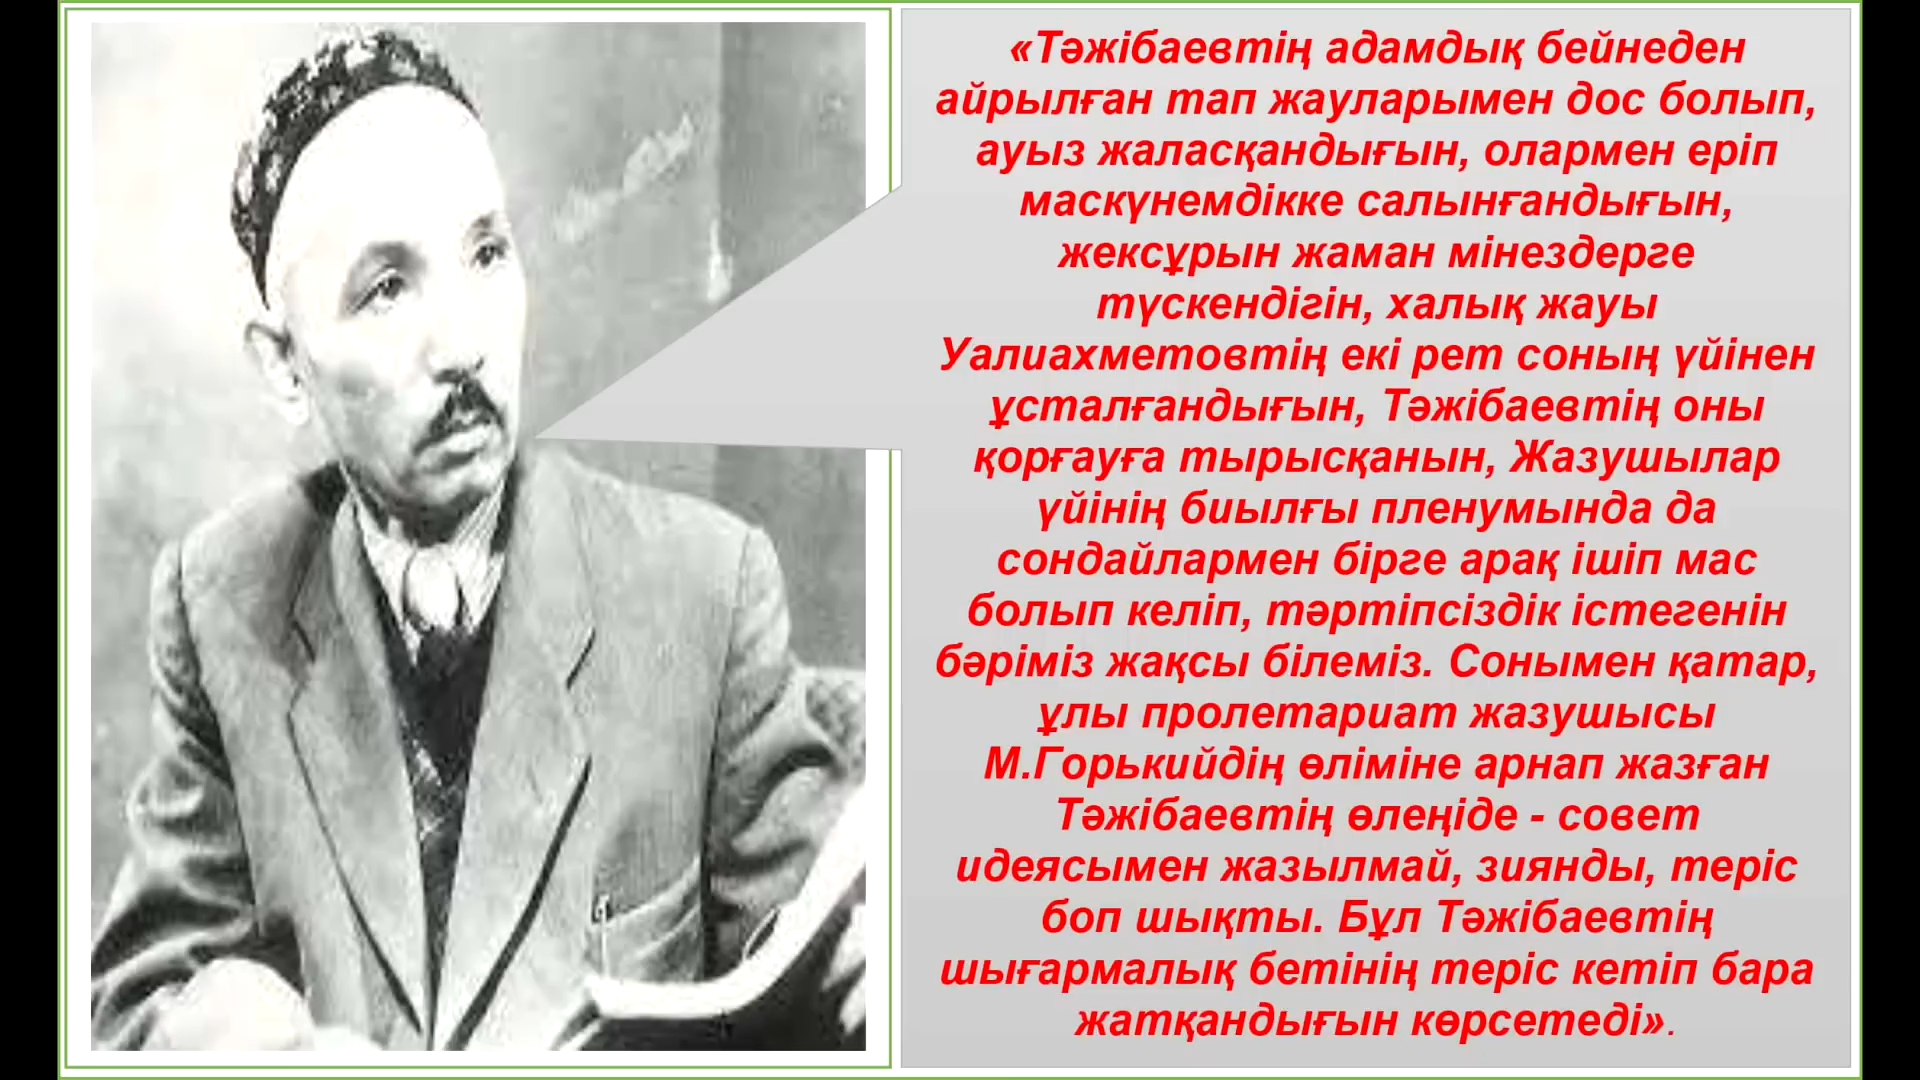 «Тәжібаевтің адамдық бейнеден
айрылған тап жауларымен дос болып,
ауыз жаласқандығын, олармен еріп
маскүнемдікке салынғандығын,
жексұрын жаман мінездерге
түскендігін, халық жауы
Уалиахметовтің екі рет соның үйінен
ұсталғандығын, Тәжібаевтің оны
қорғауға тырысқанын, Жазушылар
үйінің биылғы пленумында да
сондайлармен бірге арақ ішіп мас
болып келіп, тәртіпсіздік істегенін
бәріміз жақсы білеміз. Сонымен қатар,
ұлы пролетариат жазушысы
М.Горькийдің өліміне арнап жазған
Тәжібаевтің өлеңіде - совет
идеясымен жазылмай, зиянды, теріс
боп шықты. Бұл Тәжібаевтің
шығармалық бетінің теріс кетіп бара
жатқандығын көрсетеді».